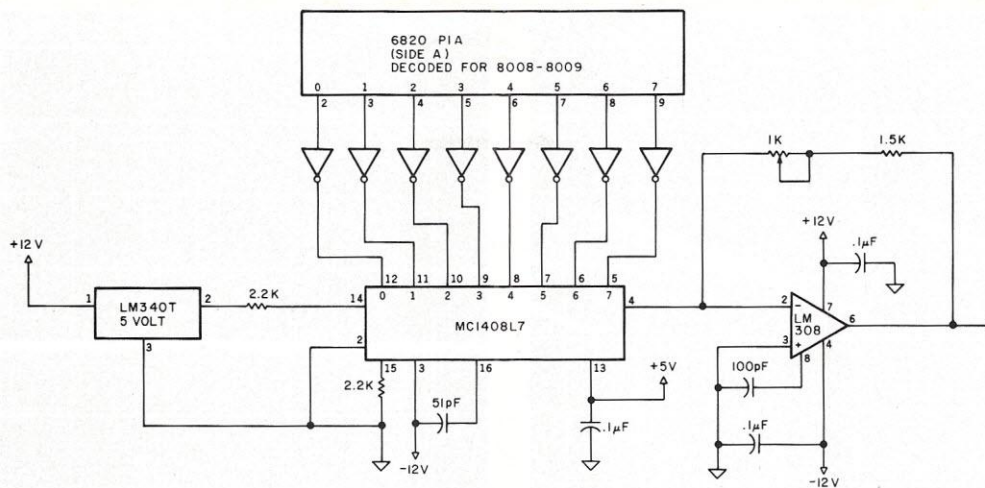 6820 PIA
(SIDE A)
DECODED FOR 8008-8009
0 1 2 3 4 5 6 7
2 3 4 5 6 7 8 9
1K
1.5K
+12V
.1µF
+12V
1
LM340T
5 VOLT
2
3
2.2K
14
12 11 10 9 8 7 6 5
0 1 2 3 4 5 6 7
MC1408L7
4
2
15 3 16 13
2.2K
51pF
-12V
+5V
.1µF
2
-
LM
308
7
6
3
+
4
8
100pF
.1µF
-12V